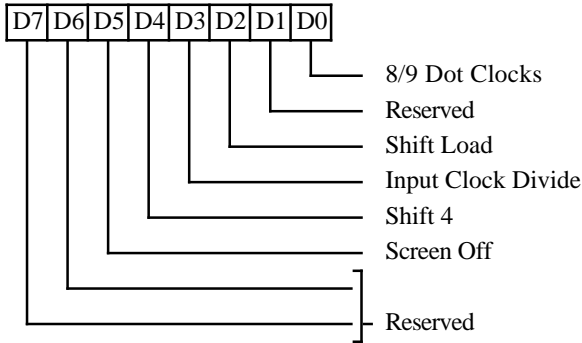 D7 D6 D5 D4 D3 D2 D1 D0
8/9 Dot Clocks
Reserved
Shift Load
Input Clock Divide
Shift 4
Screen Off
Reserved